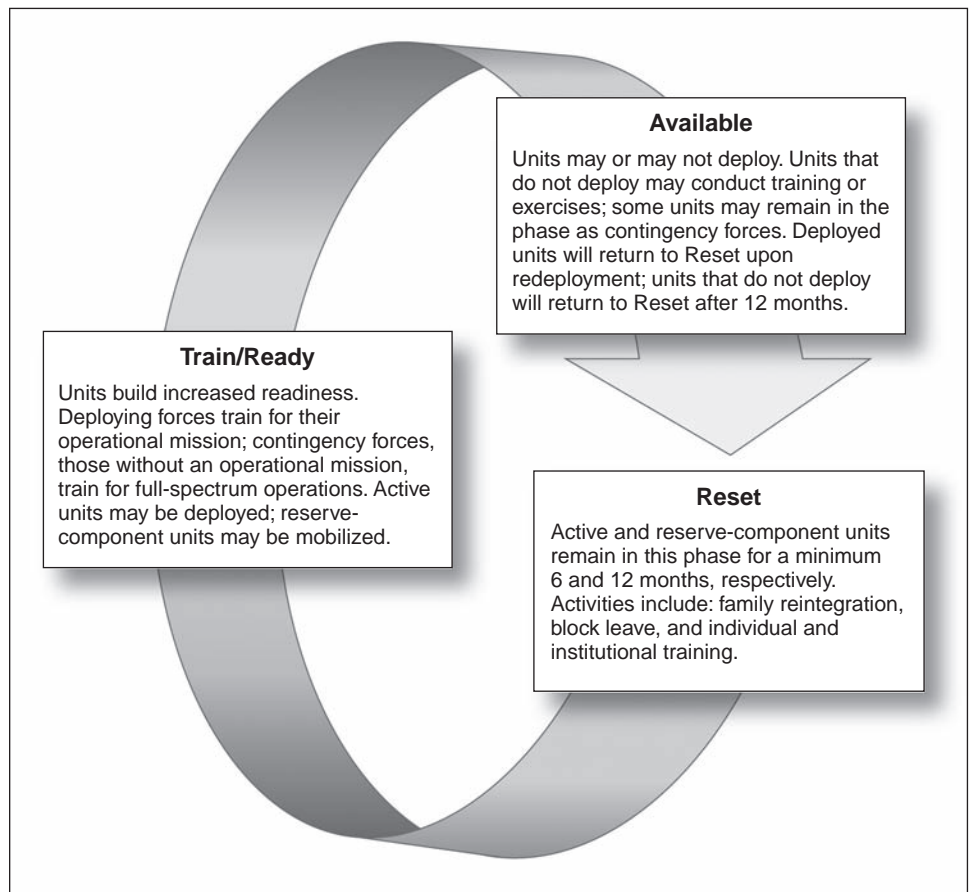 Available
Units may or may not deploy. Units that
do not deploy may conduct training or
exercises; some units may remain in the
phase as contingency forces. Deployed
units will return to Reset upon
redeployment; units that do not deploy
will return to Reset after 12 months.
Train/Ready
Units build increased readiness.
Deploying forces train for their
operational mission; contingency forces,
those without an operational mission,
train for full-spectrum operations. Active
units may be deployed; reserve-
component units may be mobilized.
Reset
Active and reserve-component units
remain in this phase for a minimum
6 and 12 months, respectively.
Activities include: family reintegration,
block leave, and individual and
institutional training.